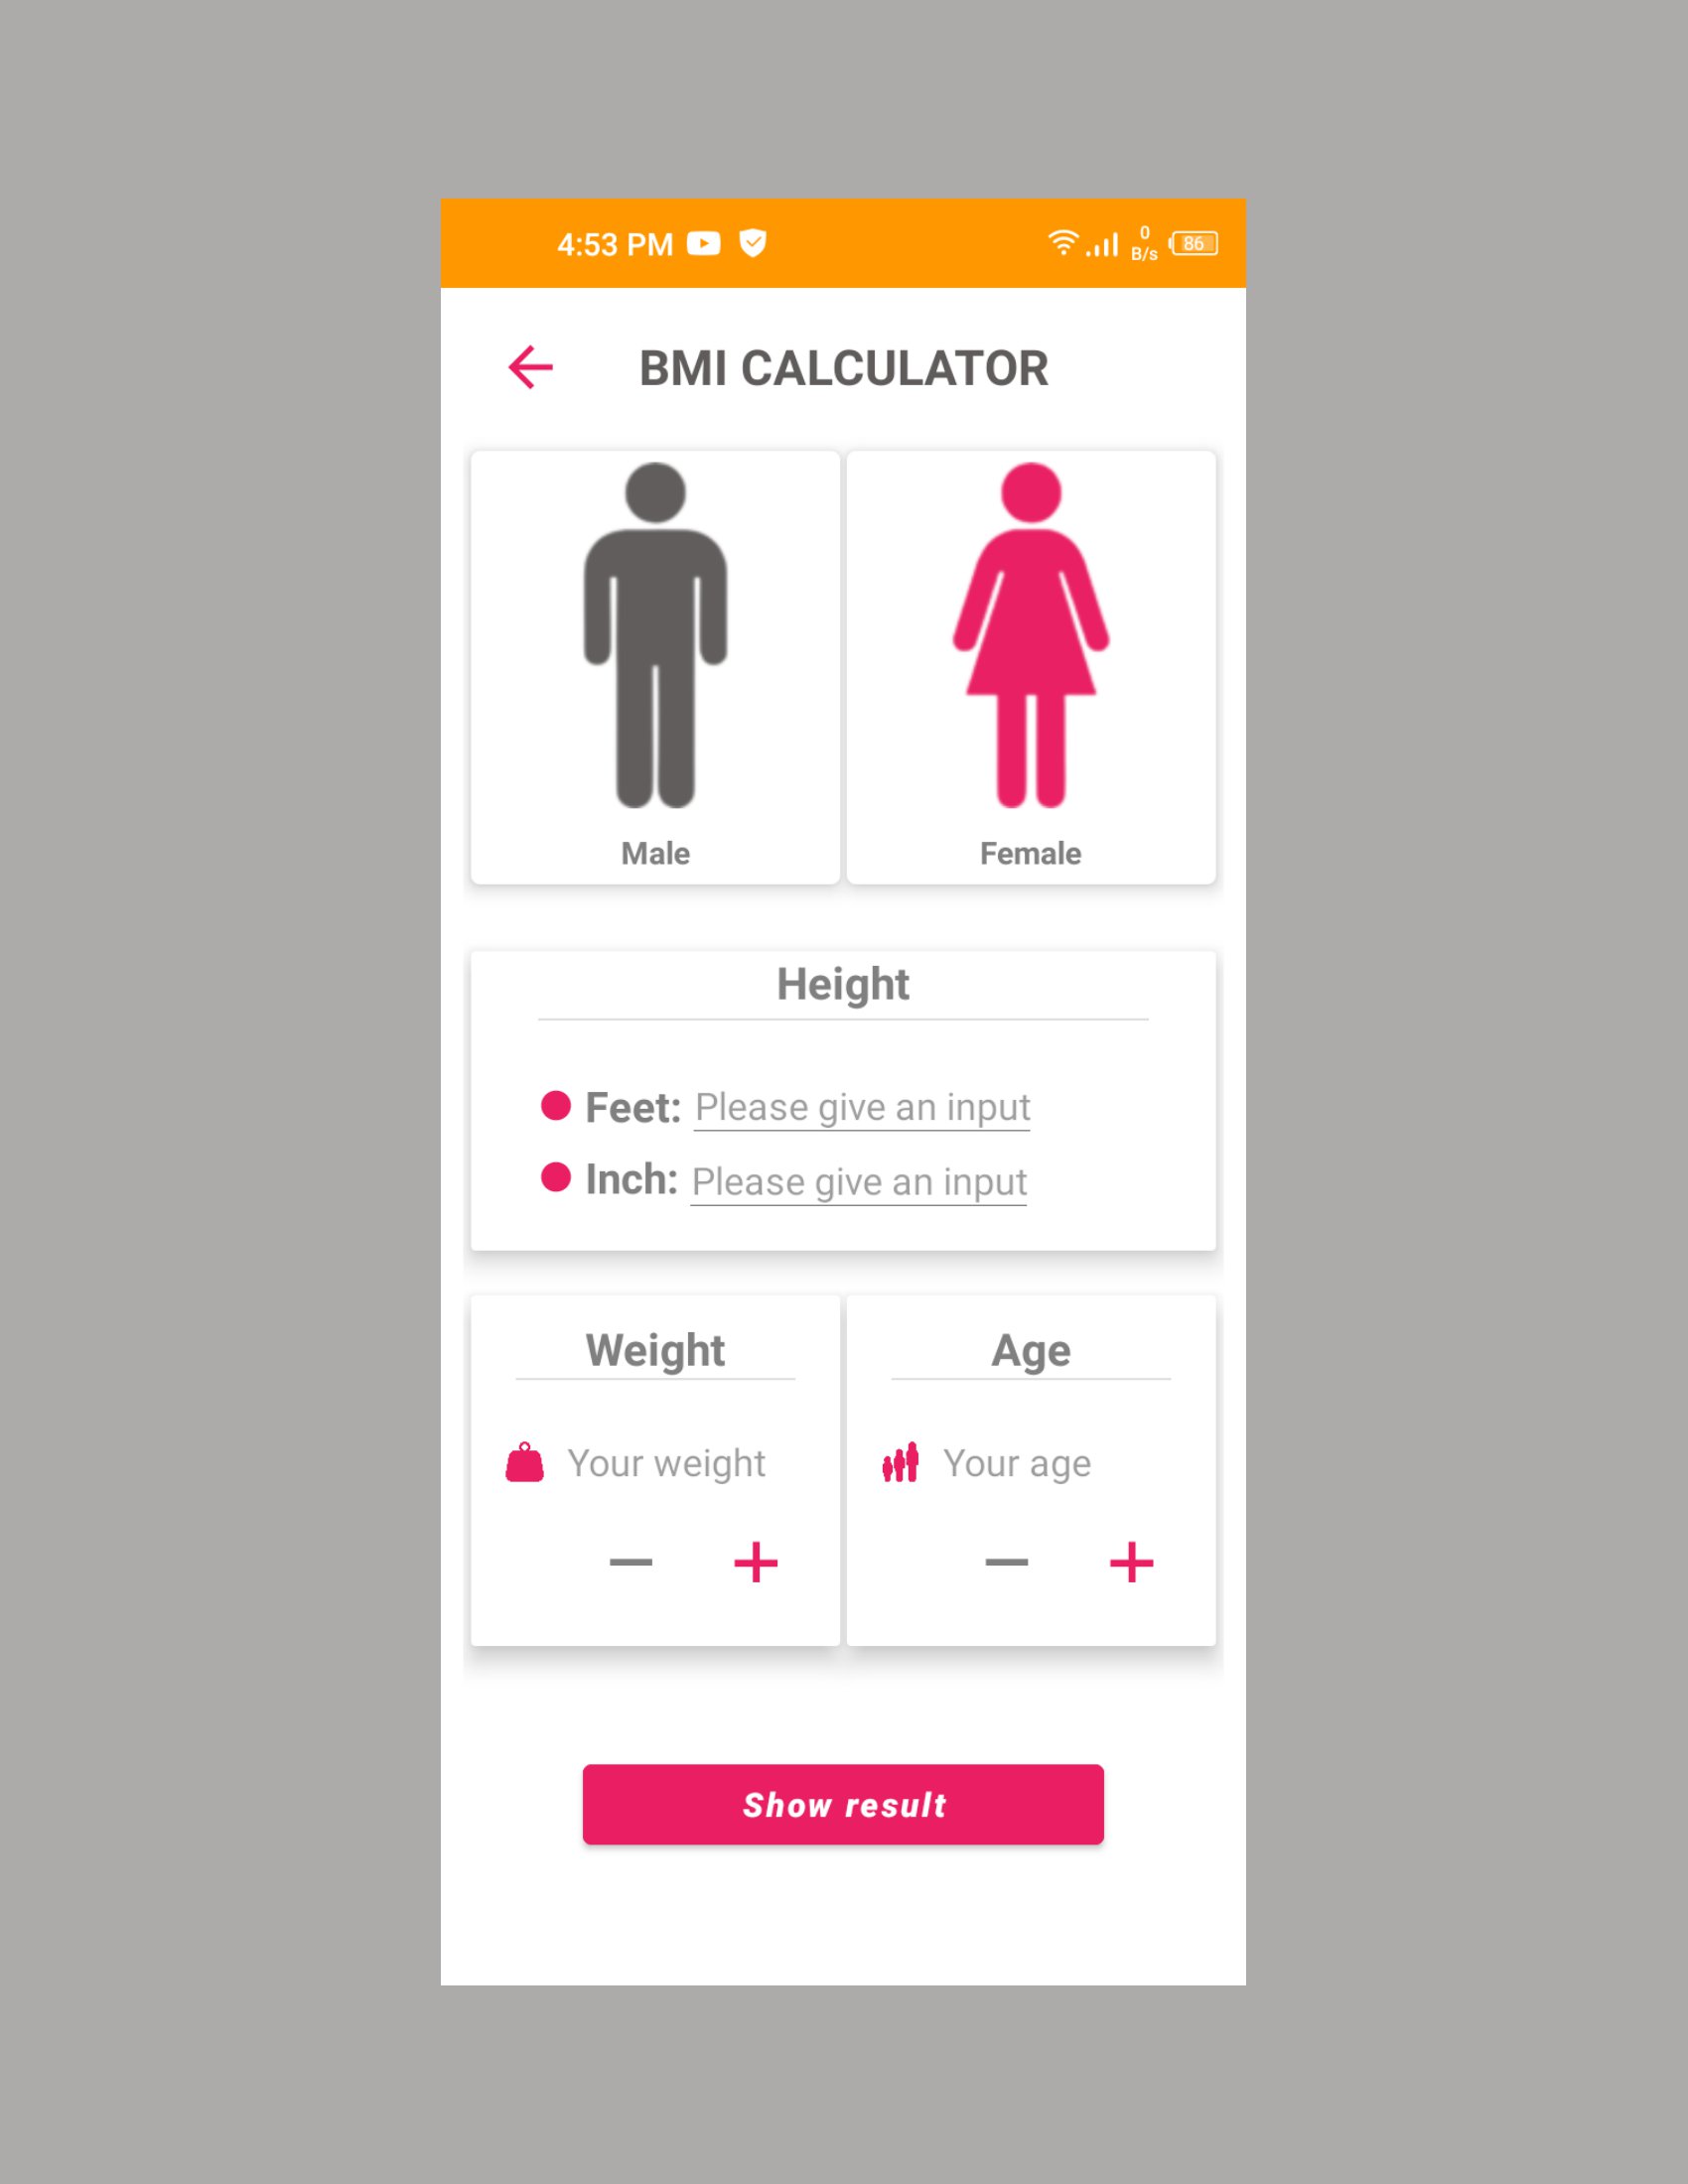 4:53 PM 0 B/s 86
BMI CALCULATOR
Male Female
Height
Feet: Please give an input
Inch: Please give an input
Weight Age
Your weight Your age
Show result